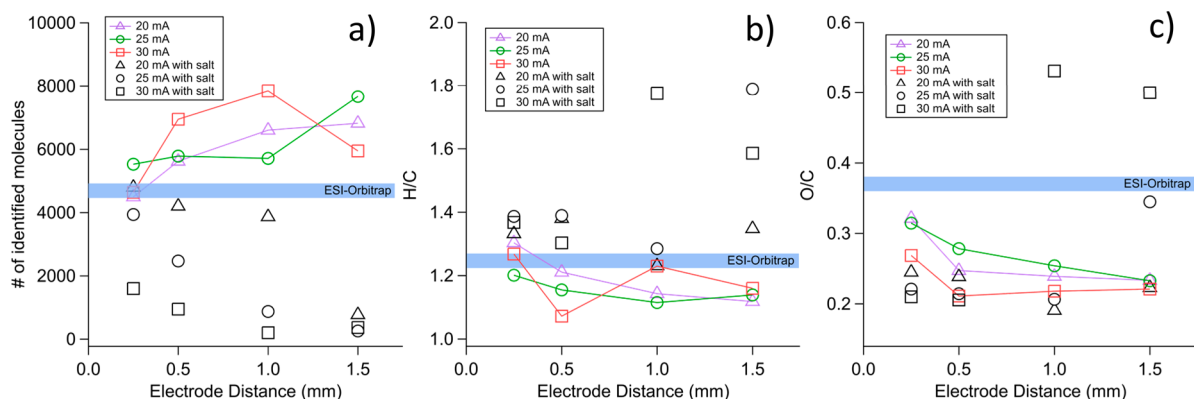 a)
20 mA
25 mA
30 mA
20 mA with salt
25 mA with salt
30 mA with salt
10000
8000
6000
4000
2000
0
# of identified molecules
ESI-Orbitrap
0.0
0.5
1.0
1.5
Electrode Distance (mm)
b)
20 mA
25 mA
30 mA
20 mA with salt
25 mA with salt
30 mA with salt
2.0
1.8
1.6
1.4
1.2
1.0
H/C
ESI-Orbitrap
0.0
0.5
1.0
1.5
Electrode Distance (mm)
c)
20 mA
25 mA
30 mA
20 mA with salt
25 mA with salt
30 mA with salt
0.6
0.5
0.4
0.3
0.2
O/C
ESI-Orbitrap
0.0
0.5
1.0
1.5
Electrode Distance (mm)